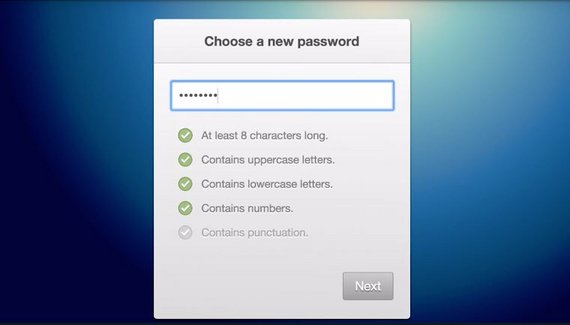 Choose a new password
••••••••
At least 8 characters long.
Contains uppercase letters.
Contains lowercase letters.
Contains numbers.
Contains punctuation.
Next